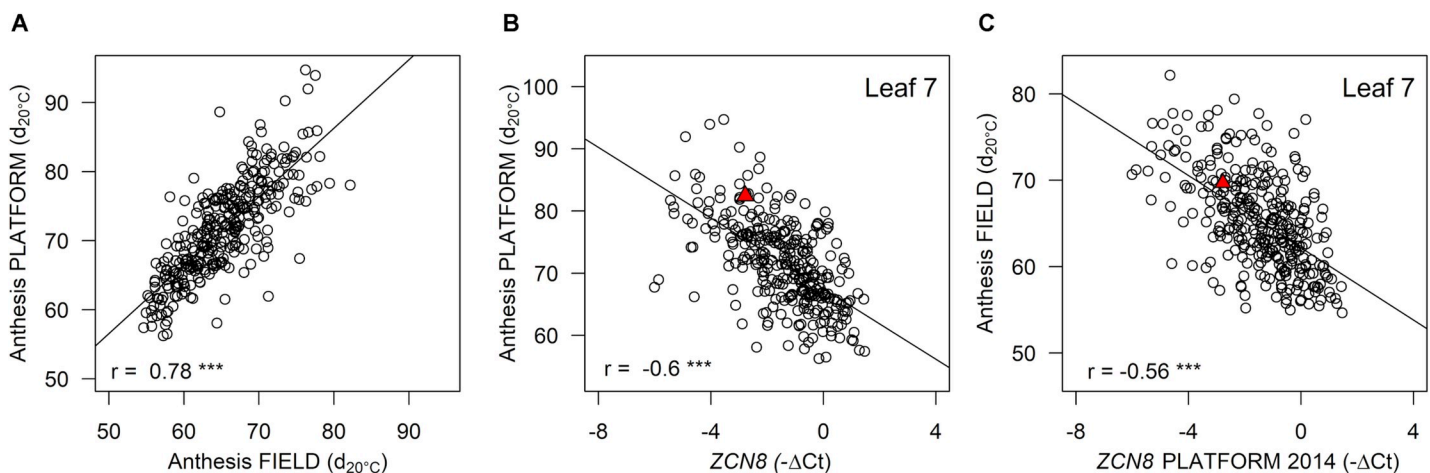 A
Anthesis PLATFORM (d20°C)
90
80
70
60
50
r = 0.78 ***
50 60 70 80 90
Anthesis FIELD (d20°C)
B
Leaf 7
Anthesis PLATFORM (d20°C)
100
90
80
70
60
r = -0.6 ***
-8 -4 0 4
ZCN8 (-ΔCt)
C
Leaf 7
Anthesis FIELD (d20°C)
80
70
60
50
r = -0.56 ***
-8 -4 0 4
ZCN8 PLATFORM 2014 (-ΔCt)